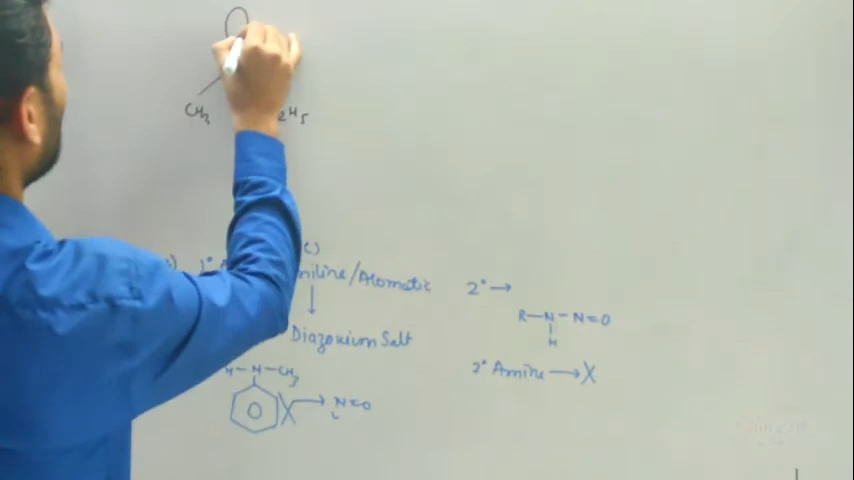 CH3
2H5
1°
(C)
niline/Aromatic
2° →
↓
R-N-N=O
H
Diazonium Salt
2° Amine → X
H-N-CH3
→ N=O